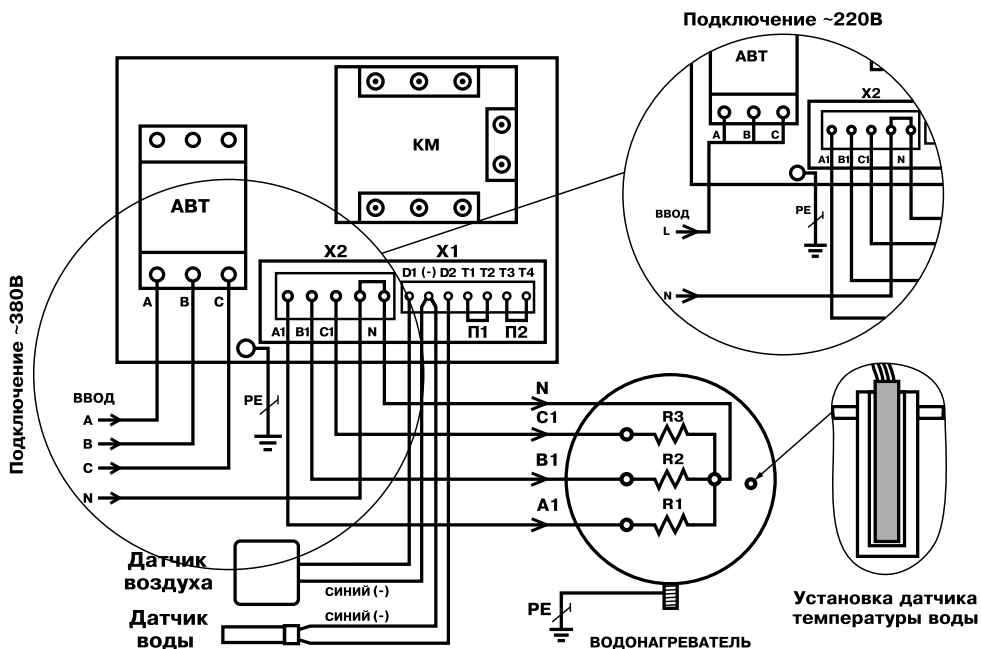 Подключение ~220В
АВТ
X2
A
B
C
A1
B1
C1
N
ВВОД
L
PE
N
КМ
АВТ
X2
X1
D1 (-) D2 T1 T2 T3 T4
A
B
C
A1
B1
C1
N
П1
П2
Подключение ~380В
ВВОД
A
B
C
N
PE
N
C1
B1
A1
R3
R2
R1
Датчик
воздуха
СИНИЙ (-)
СИНИЙ (-)
Датчик
воды
PE
ВОДОНАГРЕВАТЕЛЬ
Установка датчика
температуры воды